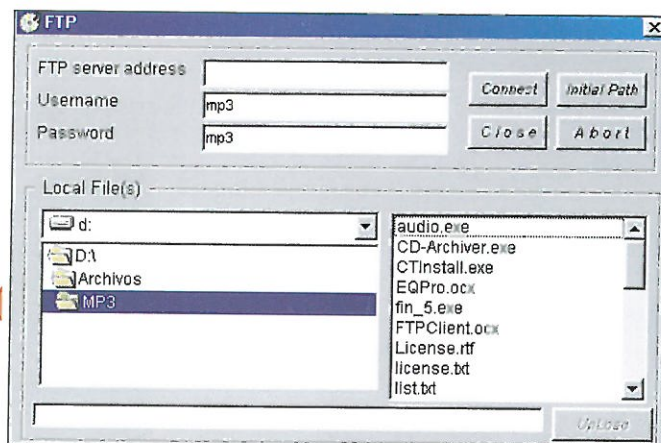 FTP
FTP server address
Connect
Initial Path
Username
mp3
Password
mp3
Close
Abort
Local File(s)
d:
D:\
Archivos
MP3
audio.exe
CD-Archiver.exe
CTInstall.exe
EQPro.ocx
fin_5.exe
FTPClient.ocx
License.rtf
license.txt
list.txt
UpLoad